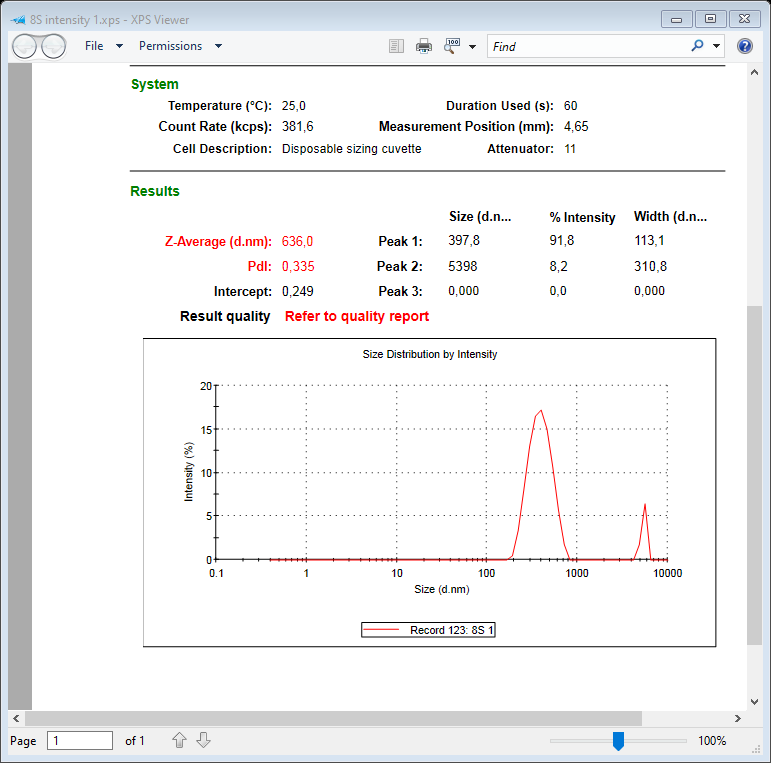 8S intensity 1.xps - XPS Viewer
File Permissions 100 Find ?
System
Temperature (ºC): 25,0 Duration Used (s): 60
Count Rate (kcps): 381,6 Measurement Position (mm): 4,65
Cell Description: Disposable sizing cuvette Attenuator: 11
Results
Size (d.n... % Intensity Width (d.n...
Z-Average (d.nm): 636,0 Peak 1: 397,8 91,8 113,1
PdI: 0,335 Peak 2: 5398 8,2 310,8
Intercept: 0,249 Peak 3: 0,000 0,0 0,000
Result quality Refer to quality report
Size Distribution by Intensity
20
15
10
5
0
Intensity (%)
0.1 1 10 100 1000 10000
Size (d.nm)
Record 123: 8S 1
Page 1 of 1 100%